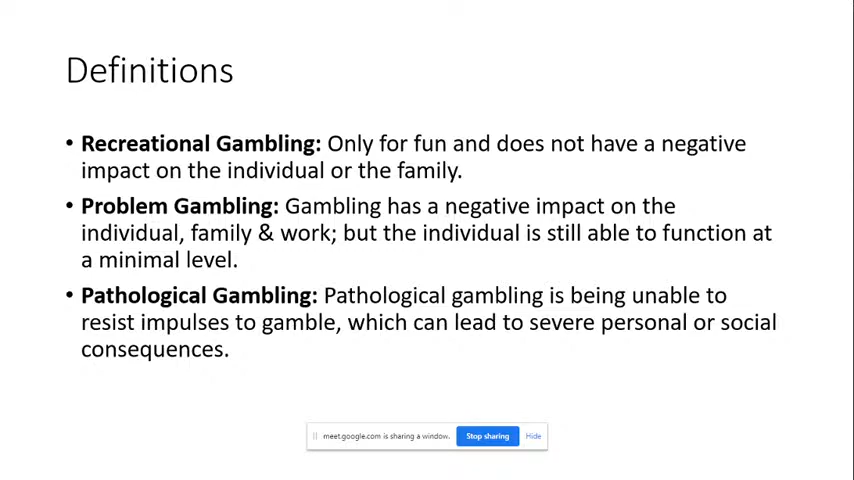 Definitions
• Recreational Gambling: Only for fun and does not have a negative
impact on the individual or the family.
• Problem Gambling: Gambling has a negative impact on the
individual, family & work; but the individual is still able to function at
a minimal level.
• Pathological Gambling: Pathological gambling is being unable to
resist impulses to gamble, which can lead to severe personal or social
consequences.
meet.google.com is sharing a window. Stop sharing Hide